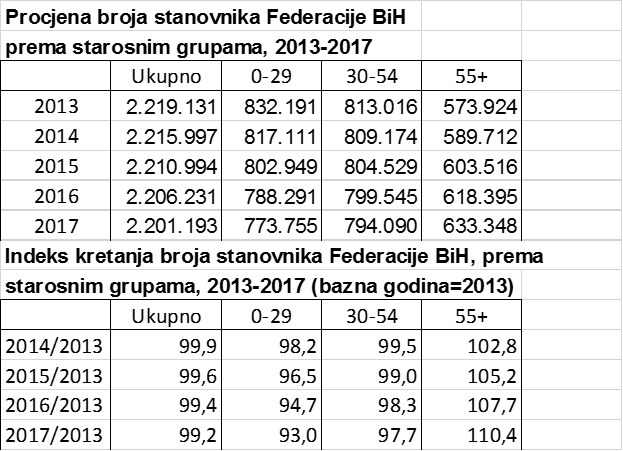 Procjena broja stanovnika Federacije BiH
prema starosnim grupama, 2013-2017
Ukupno 0-29 30-54 55+
2013 2.219.131 832.191 813.016 573.924
2014 2.215.997 817.111 809.174 589.712
2015 2.210.994 802.949 804.529 603.516
2016 2.206.231 788.291 799.545 618.395
2017 2.201.193 773.755 794.090 633.348
Indeks kretanja broja stanovnika Federacije BiH, prema
starosnim grupama, 2013-2017 (bazna godina=2013)
Ukupno 0-29 30-54 55+
2014/2013 99,9 98,2 99,5 102,8
2015/2013 99,6 96,5 99,0 105,2
2016/2013 99,4 94,7 98,3 107,7
2017/2013 99,2 93,0 97,7 110,4